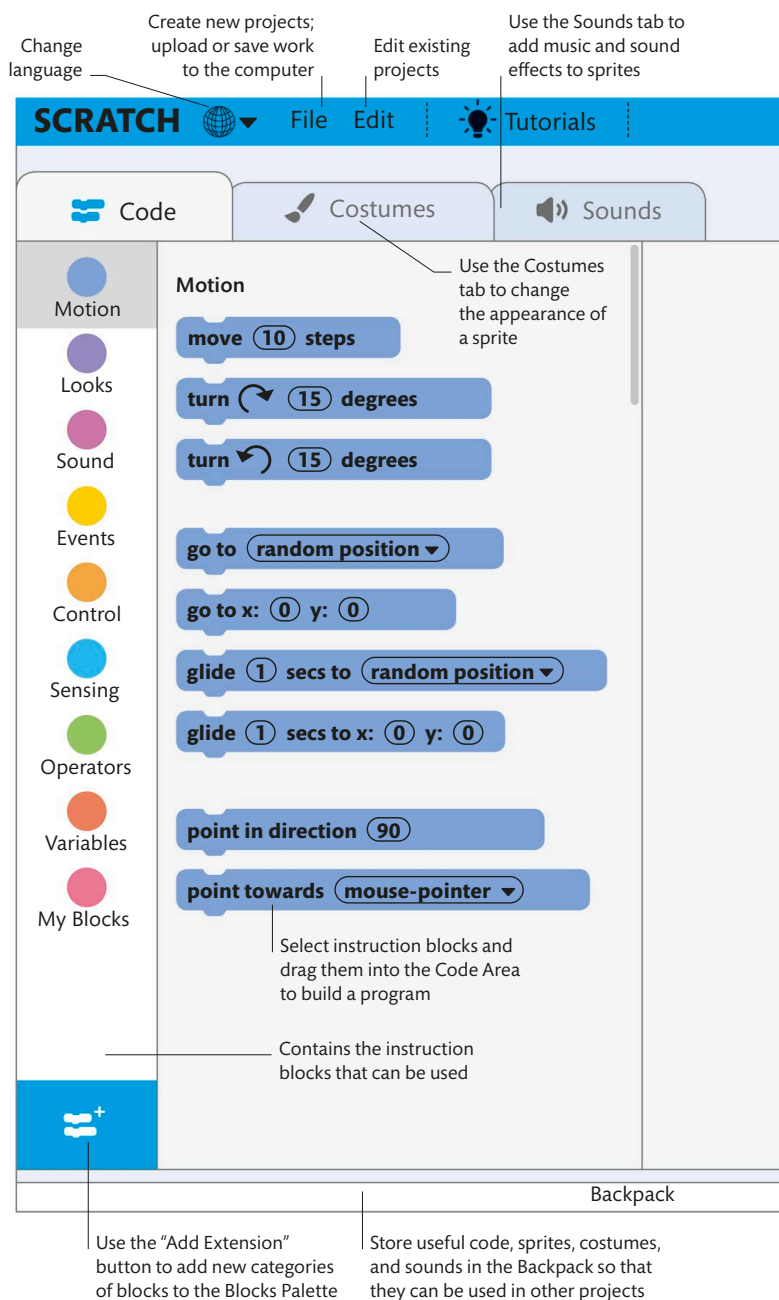 Change
language
Create new projects;
upload or save work
to the computer
Edit existing
projects
Use the Sounds tab to
add music and sound
effects to sprites
SCRATCH File Edit Tutorials
Code Costumes Sounds
Use the Costumes
tab to change
the appearance of
a sprite
Motion
Looks
Sound
Events
Control
Sensing
Operators
Variables
My Blocks
Motion
move 10 steps
turn 15 degrees
turn 15 degrees
go to random position
go to x: 0 y: 0
glide 1 secs to random position
glide 1 secs to x: 0 y: 0
point in direction 90
point towards mouse-pointer
Select instruction blocks and
drag them into the Code Area
to build a program
Contains the instruction
blocks that can be used
Backpack
Use the “Add Extension”
button to add new categories
of blocks to the Blocks Palette
Store useful code, sprites, costumes,
and sounds in the Backpack so that
they can be used in other projects